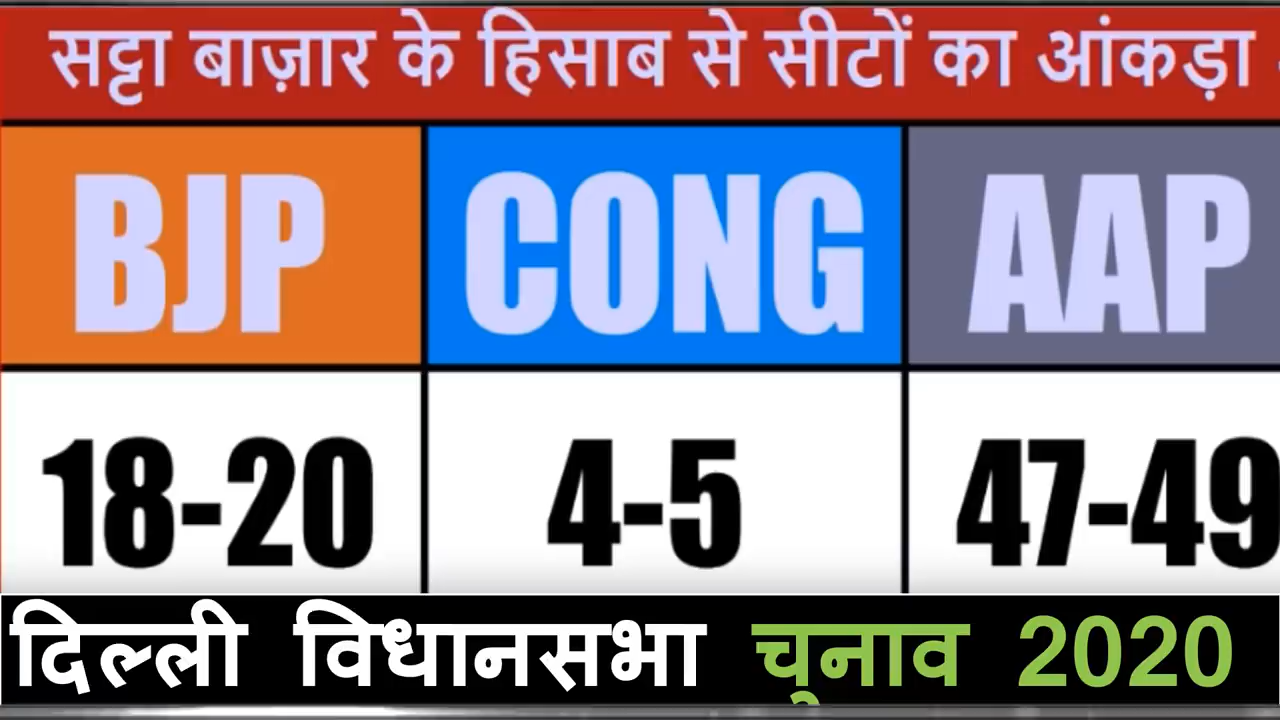 सट्टा बाज़ार के हिसाब से सीटों का आंकड़ा
BJP CONG AAP
18-20 4-5 47-49
दिल्ली विधानसभा चुनाव 2020